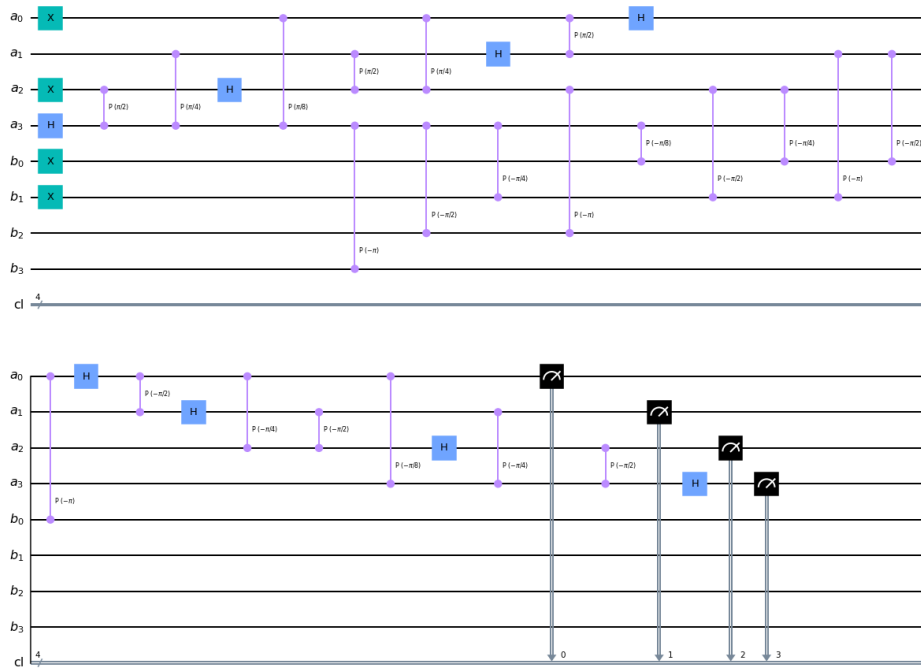 a0 X P (π/8) P (π/2) H
a1 P (π/2) P (π/4) H
a2 X P (π/2) P (π/4) H
a3 H P (−π/8)
b0 X P (−π/2) P (−π/4) P (−π/2)
b1 X P (−π/4) P (−π)
b2 P (−π/2) P (−π)
b3 P (−π)
cl 4
a0 H P (−π/2)
a1 H P (−π/4) P (−π/2)
a2 P (−π/8) H P (−π/4) P (−π/2)
a3 H
b0 P (−π)
b1
b2
b3
cl 4 0 1 2 3